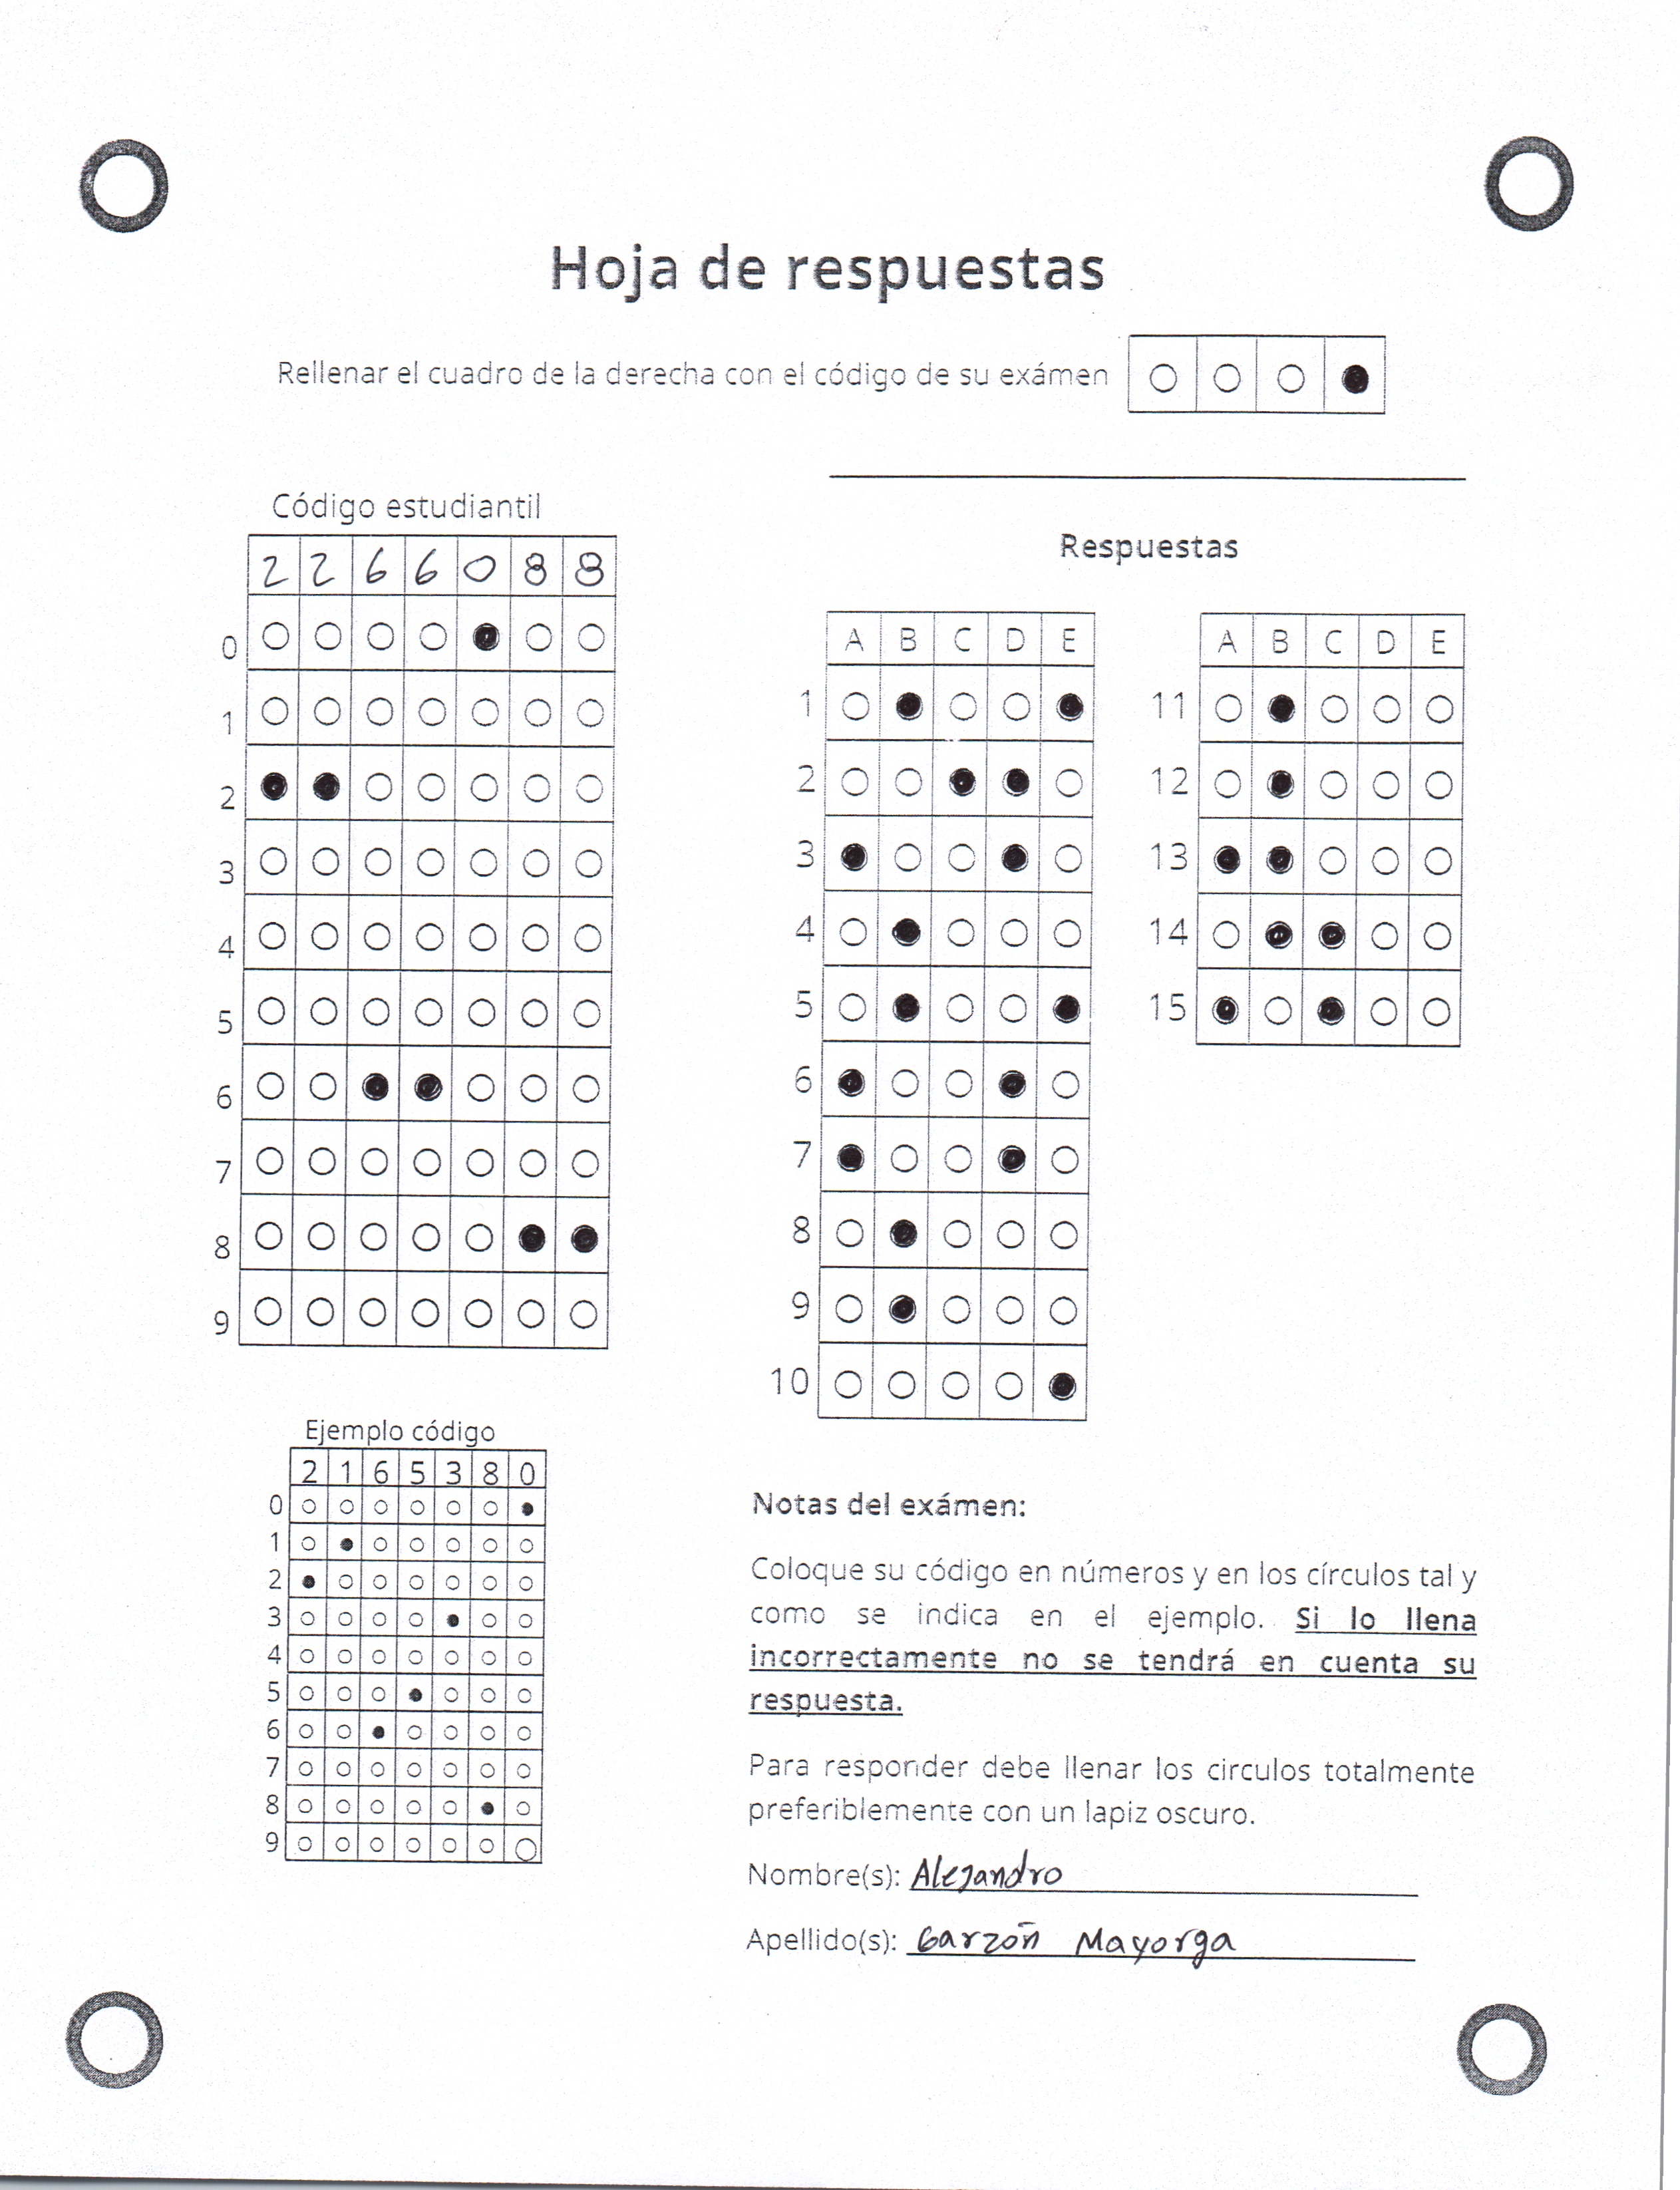 Hoja de respuestas
Rellenar el cuadro de la derecha con el código de su exámen
Código estudiantil
2 2 6 6 0 8 8
0
1
2
3
4
5
6
7
8
9
Ejemplo código
2 1 6 5 3 8 0
0
1
2
3
4
5
6
7
8
9
Respuestas
A B C D E
1
2
3
4
5
6
7
8
9
10
A B C D E
11
12
13
14
15
Notas del exámen:
Coloque su código en números y en los círculos tal y
como se indica en el ejemplo. Si lo llena
incorrectamente no se tendrá en cuenta su
respuesta.
Para responder debe llenar los circulos totalmente
preferiblemente con un lapiz oscuro.
Nombre(s): Alejandro
Apellido(s): Garzón Mayorga